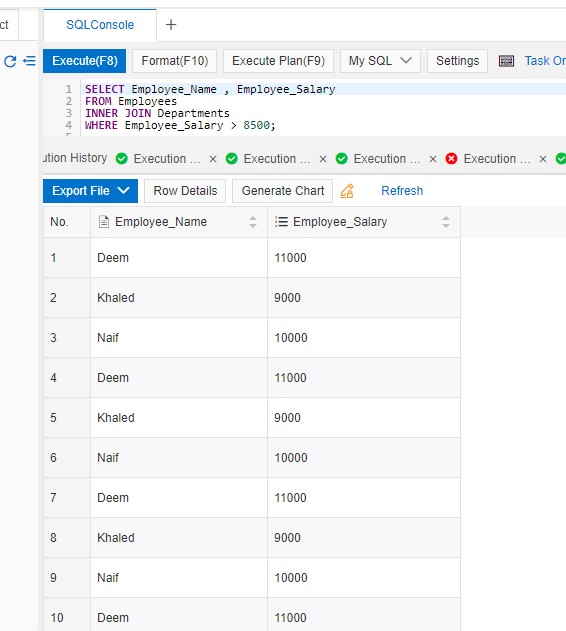 ct
SQLConsole
+
Execute(F8) Format(F10) Execute Plan(F9) My SQL Settings Task Or
1 SELECT Employee_Name , Employee_Salary
2 FROM Employees
3 INNER JOIN Departments
4 WHERE Employee_Salary > 8500;
ution History Execution ... × Execution ... × Execution ... × Execution ... ×
Export File Row Details Generate Chart Refresh
No. Employee_Name Employee_Salary
1 Deem 11000
2 Khaled 9000
3 Naif 10000
4 Deem 11000
5 Khaled 9000
6 Naif 10000
7 Deem 11000
8 Khaled 9000
9 Naif 10000
10 Deem 11000